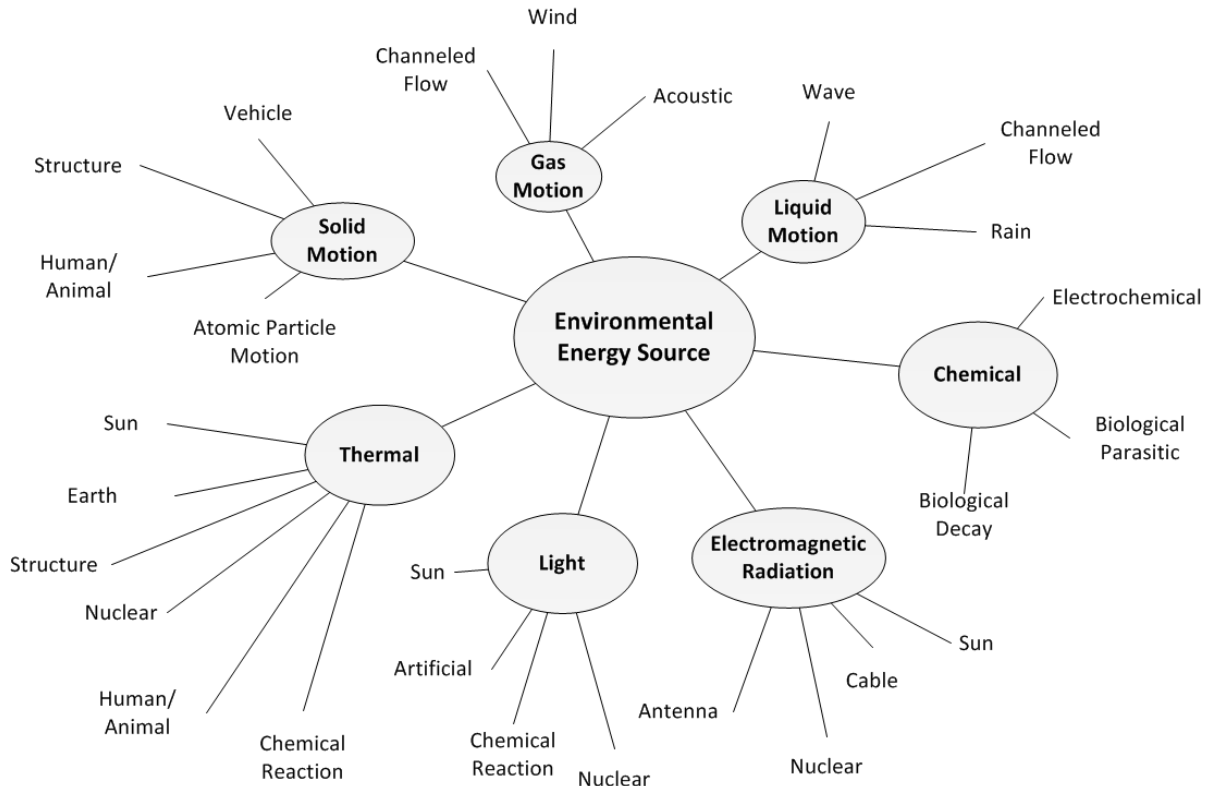 Wind
Channeled
Flow
Acoustic
Gas
Motion
Wave
Channeled
Flow
Rain
Liquid
Motion
Vehicle
Structure
Solid
Motion
Human/
Animal
Atomic Particle
Motion
Environmental
Energy Source
Electrochemical
Chemical
Biological
Parasitic
Biological
Decay
Sun
Thermal
Earth
Structure
Nuclear
Human/
Animal
Chemical
Reaction
Light
Sun
Artificial
Chemical
Reaction
Nuclear
Electromagnetic
Radiation
Sun
Cable
Antenna
Nuclear